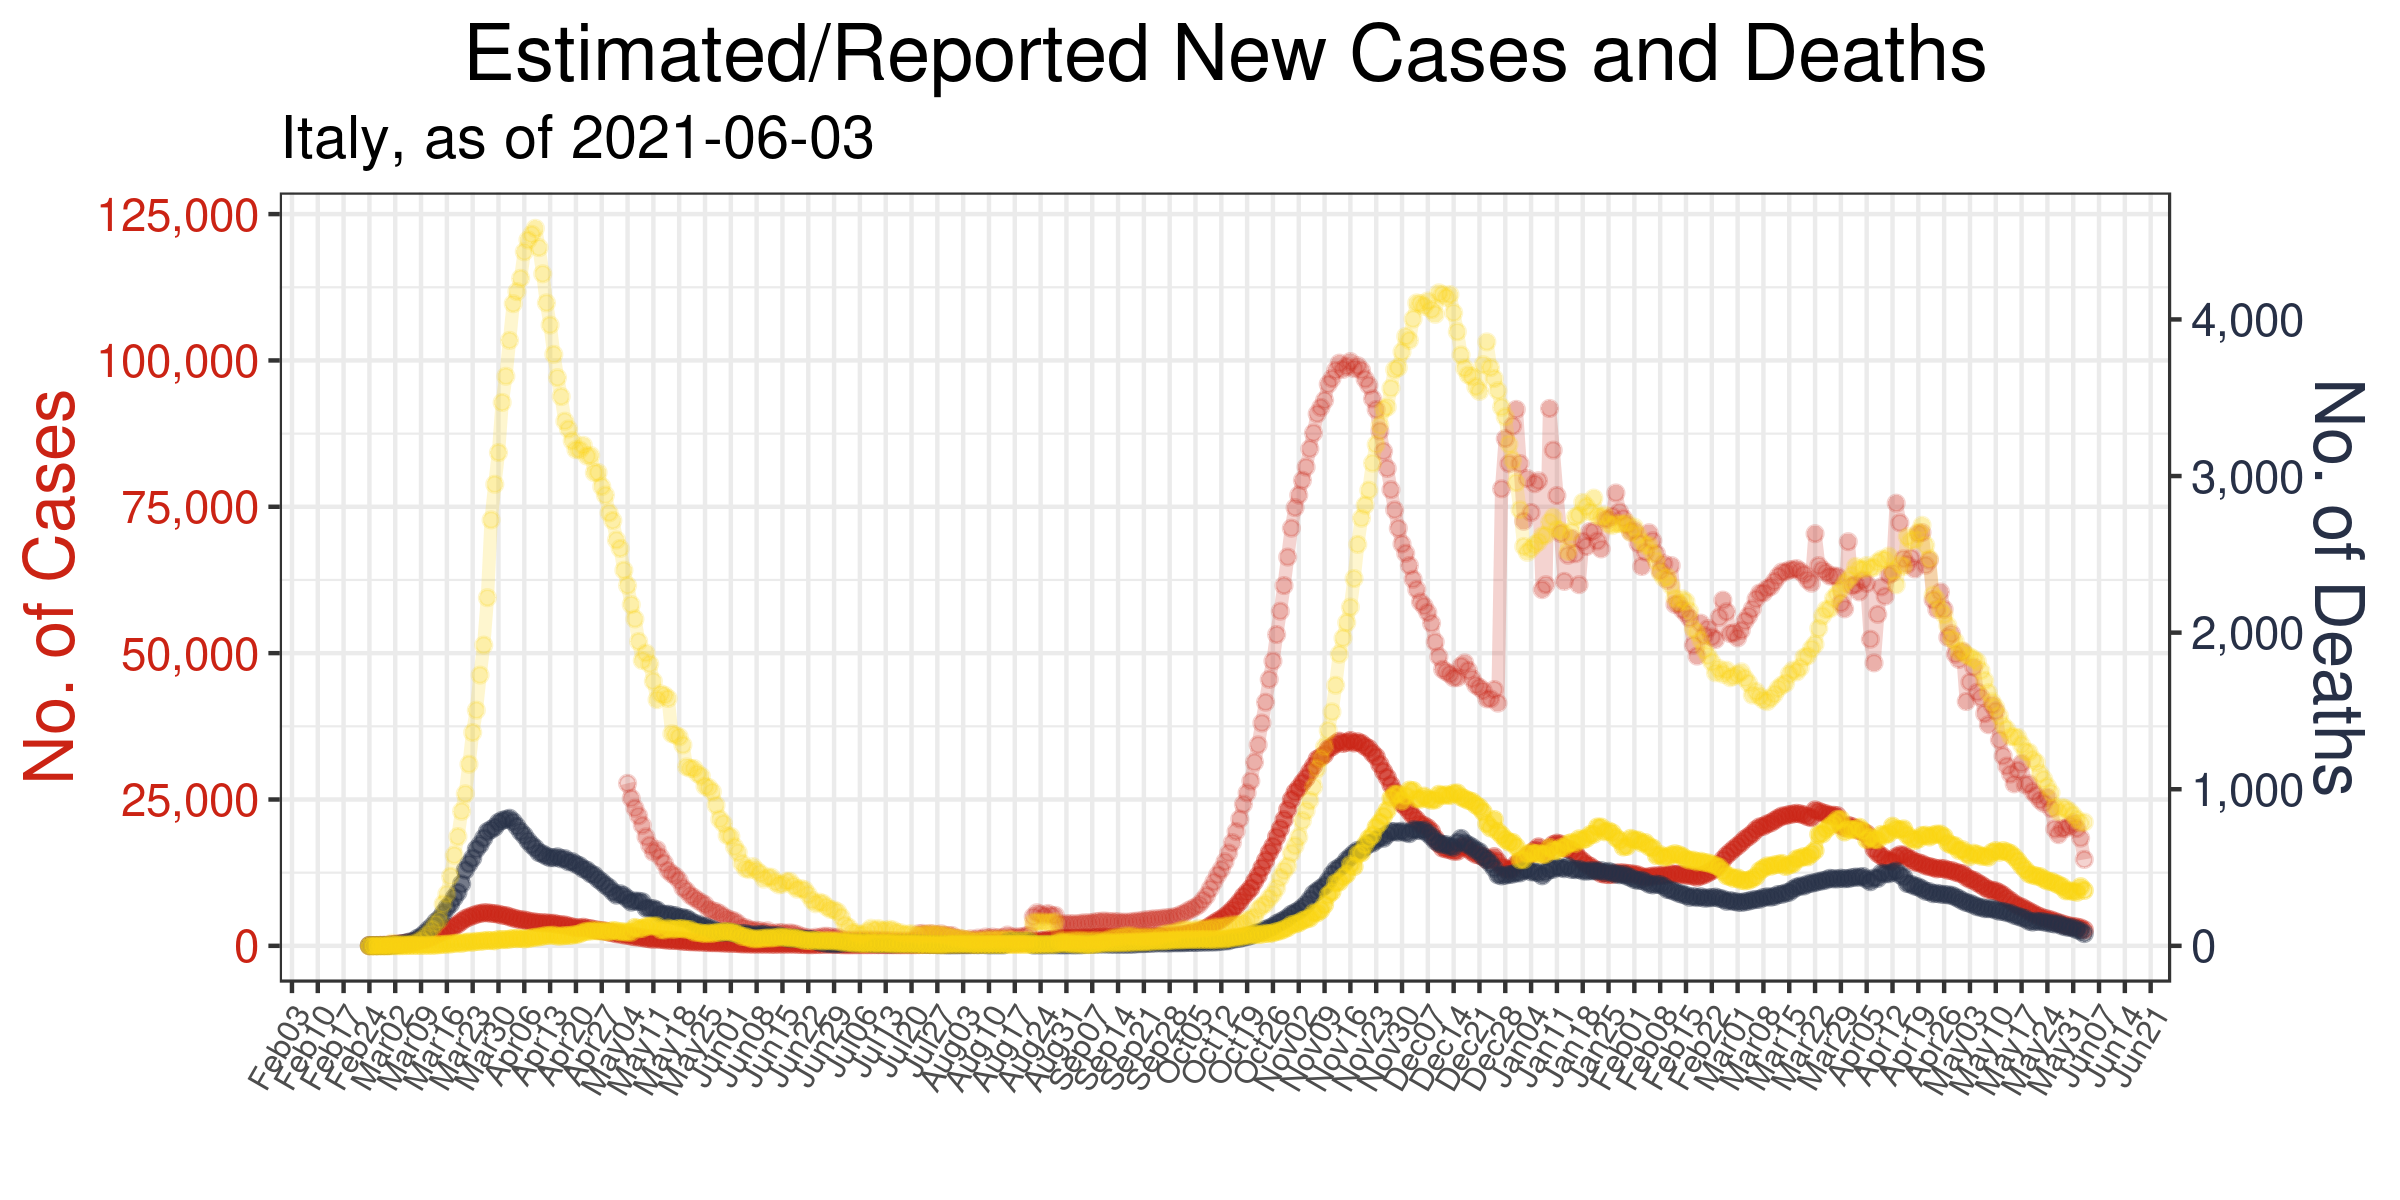 Estimated/Reported New Cases and Deaths
Italy, as of 2021-06-03
No. of Cases
125,000
100,000
75,000
50,000
25,000
0
4,000
3,000
2,000
1,000
0
No. of Deaths
Feb03 Feb10 Feb17 Feb24 Mar02 Mar09 Mar16 Mar23 Mar30 Apr06 Apr13 Apr20 Apr27 May04 May11 May18 May25 Jun01 Jun08 Jun15 Jun22 Jun29 Jul06 Jul13 Jul20 Jul27 Aug03 Aug10 Aug17 Aug24 Aug31 Sep07 Sep14 Sep21 Sep28 Oct05 Oct12 Oct19 Oct26 Nov02 Nov09 Nov16 Nov23 Nov30 Dec07 Dec14 Dec21 Dec28 Jan04 Jan11 Jan18 Jan25 Feb01 Feb08 Feb15 Feb22 Mar01 Mar08 Mar15 Mar22 Mar29 Apr05 Apr12 Apr19 Apr26 May03 May10 May17 May24 May31 Jun07 Jun14 Jun21